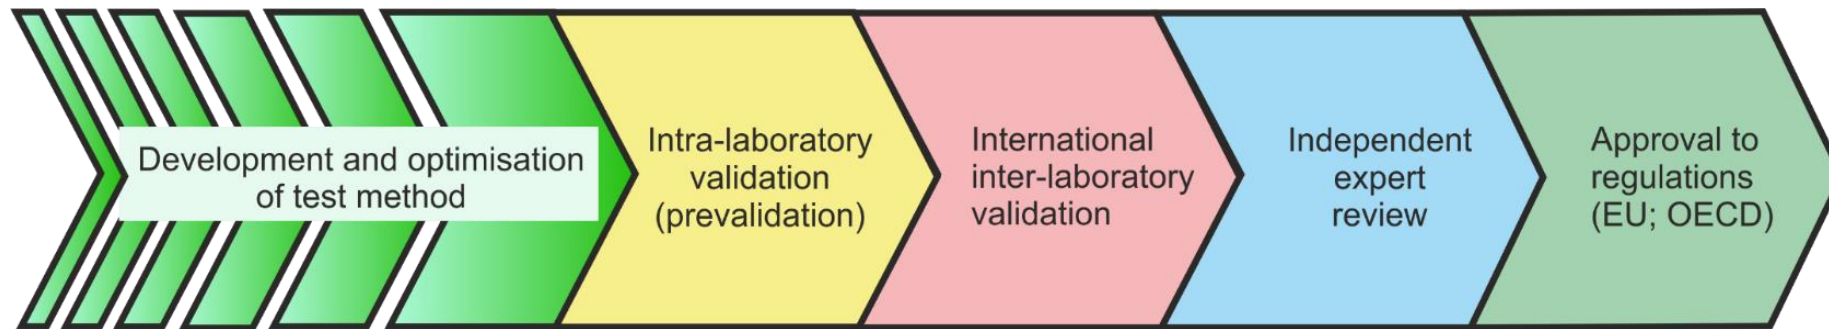 Development and optimisation
of test method
Intra-laboratory
validation
(prevalidation)
International
inter-laboratory
validation
Independent
expert
review
Approval to
regulations
(EU; OECD)